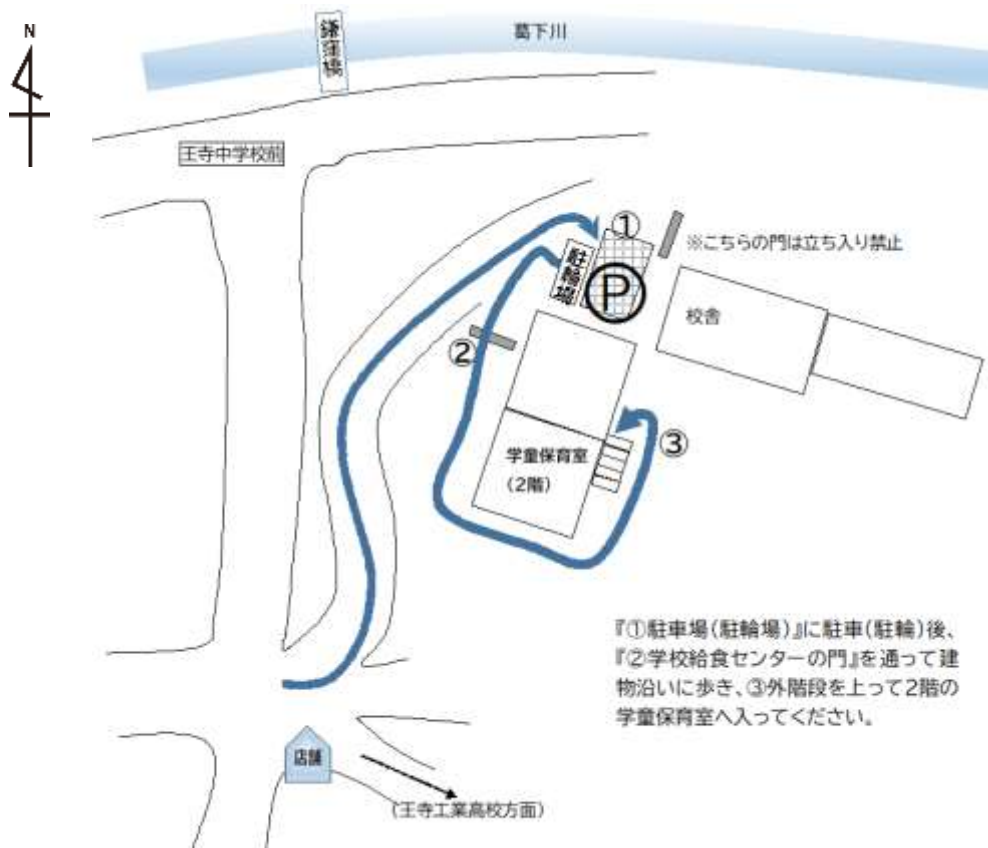 N
鎌窪橋
葛下川
王寺中学校前
①
※こちらの門は立ち入り禁止
駐輪場
P
校舎
②
③
学童保育室
(2階)
『①駐車場(駐輪場)』に駐車(駐輪)後、
『②学校給食センターの門』を通って建
物沿いに歩き、③外階段を上って2階の
学童保育室へ入ってください。
店舗
(王寺工業高校方面)